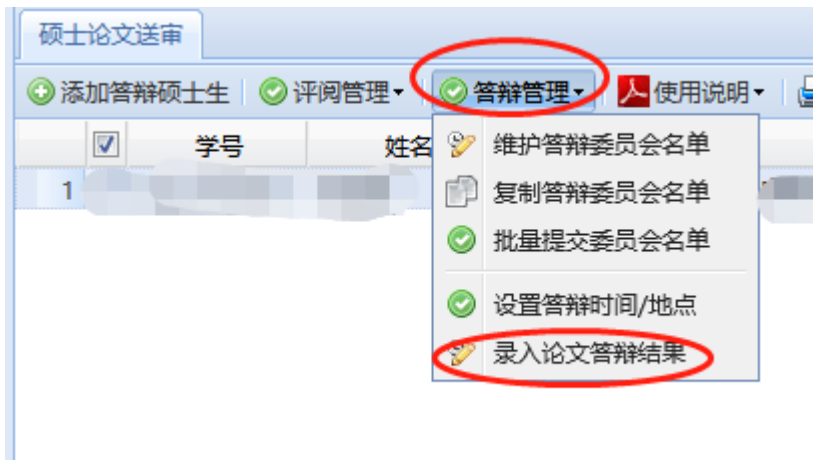 硕士论文送审
添加答辩硕士生 评阅管理 答辩管理 使用说明
学号 姓名
1
维护答辩委员会名单
复制答辩委员会名单
批量提交委员会名单
设置答辩时间/地点
录入论文答辩结果